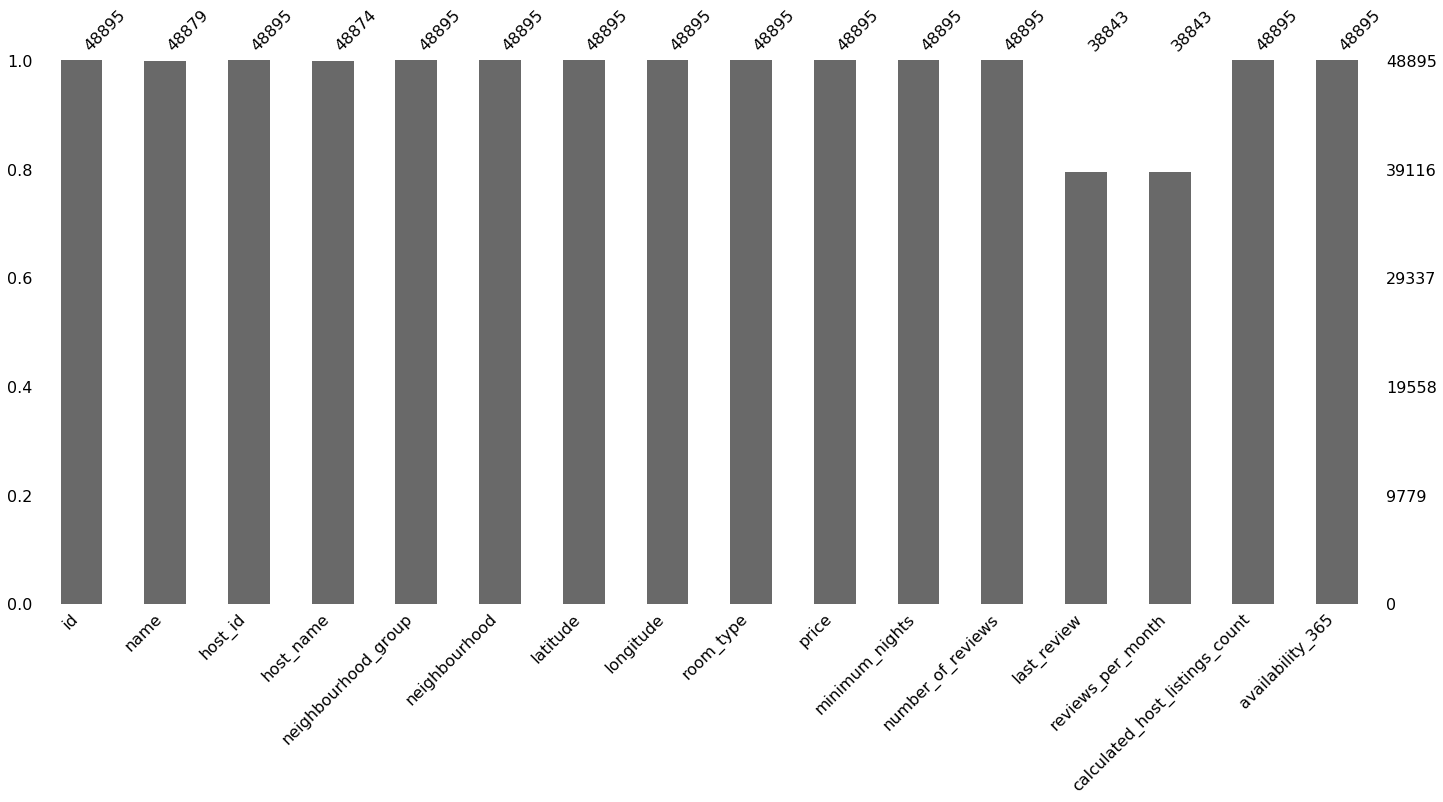 48895 48879 48895 48874 48895 48895 48895 48895 48895 48895 48895 48895 38843 38843 48895 48895
1.0 48895
0.8 39116
0.6 29337
0.4 19558
0.2 9779
0.0 0
id
name
host_id
host_name
neighbourhood_group
neighbourhood
latitude
longitude
room_type
price
minimum_nights
number_of_reviews
last_review
reviews_per_month
calculated_host_listings_count
availability_365